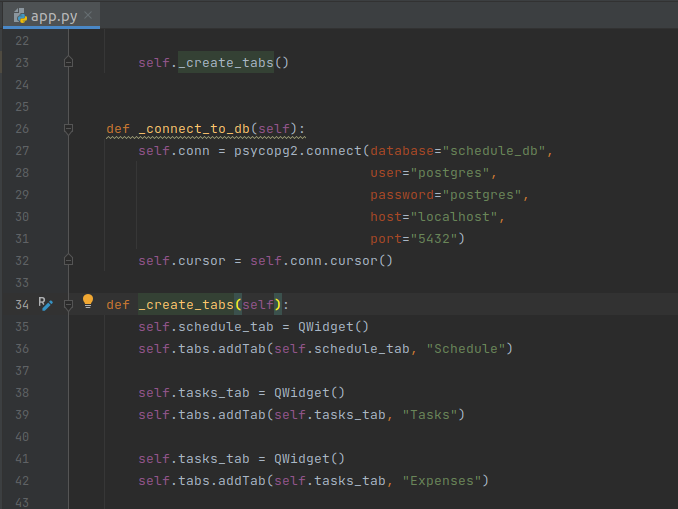 app.py
22
23 self._create_tabs()
24
25
26 def _connect_to_db(self):
27 self.conn = psycopg2.connect(database="schedule_db",
28 user="postgres",
29 password="postgres",
30 host="localhost",
31 port="5432")
32 self.cursor = self.conn.cursor()
33
34 R def _create_tabs(self):
35 self.schedule_tab = QWidget()
36 self.tabs.addTab(self.schedule_tab, "Schedule")
37
38 self.tasks_tab = QWidget()
39 self.tabs.addTab(self.tasks_tab, "Tasks")
40
41 self.tasks_tab = QWidget()
42 self.tabs.addTab(self.tasks_tab, "Expenses")
43